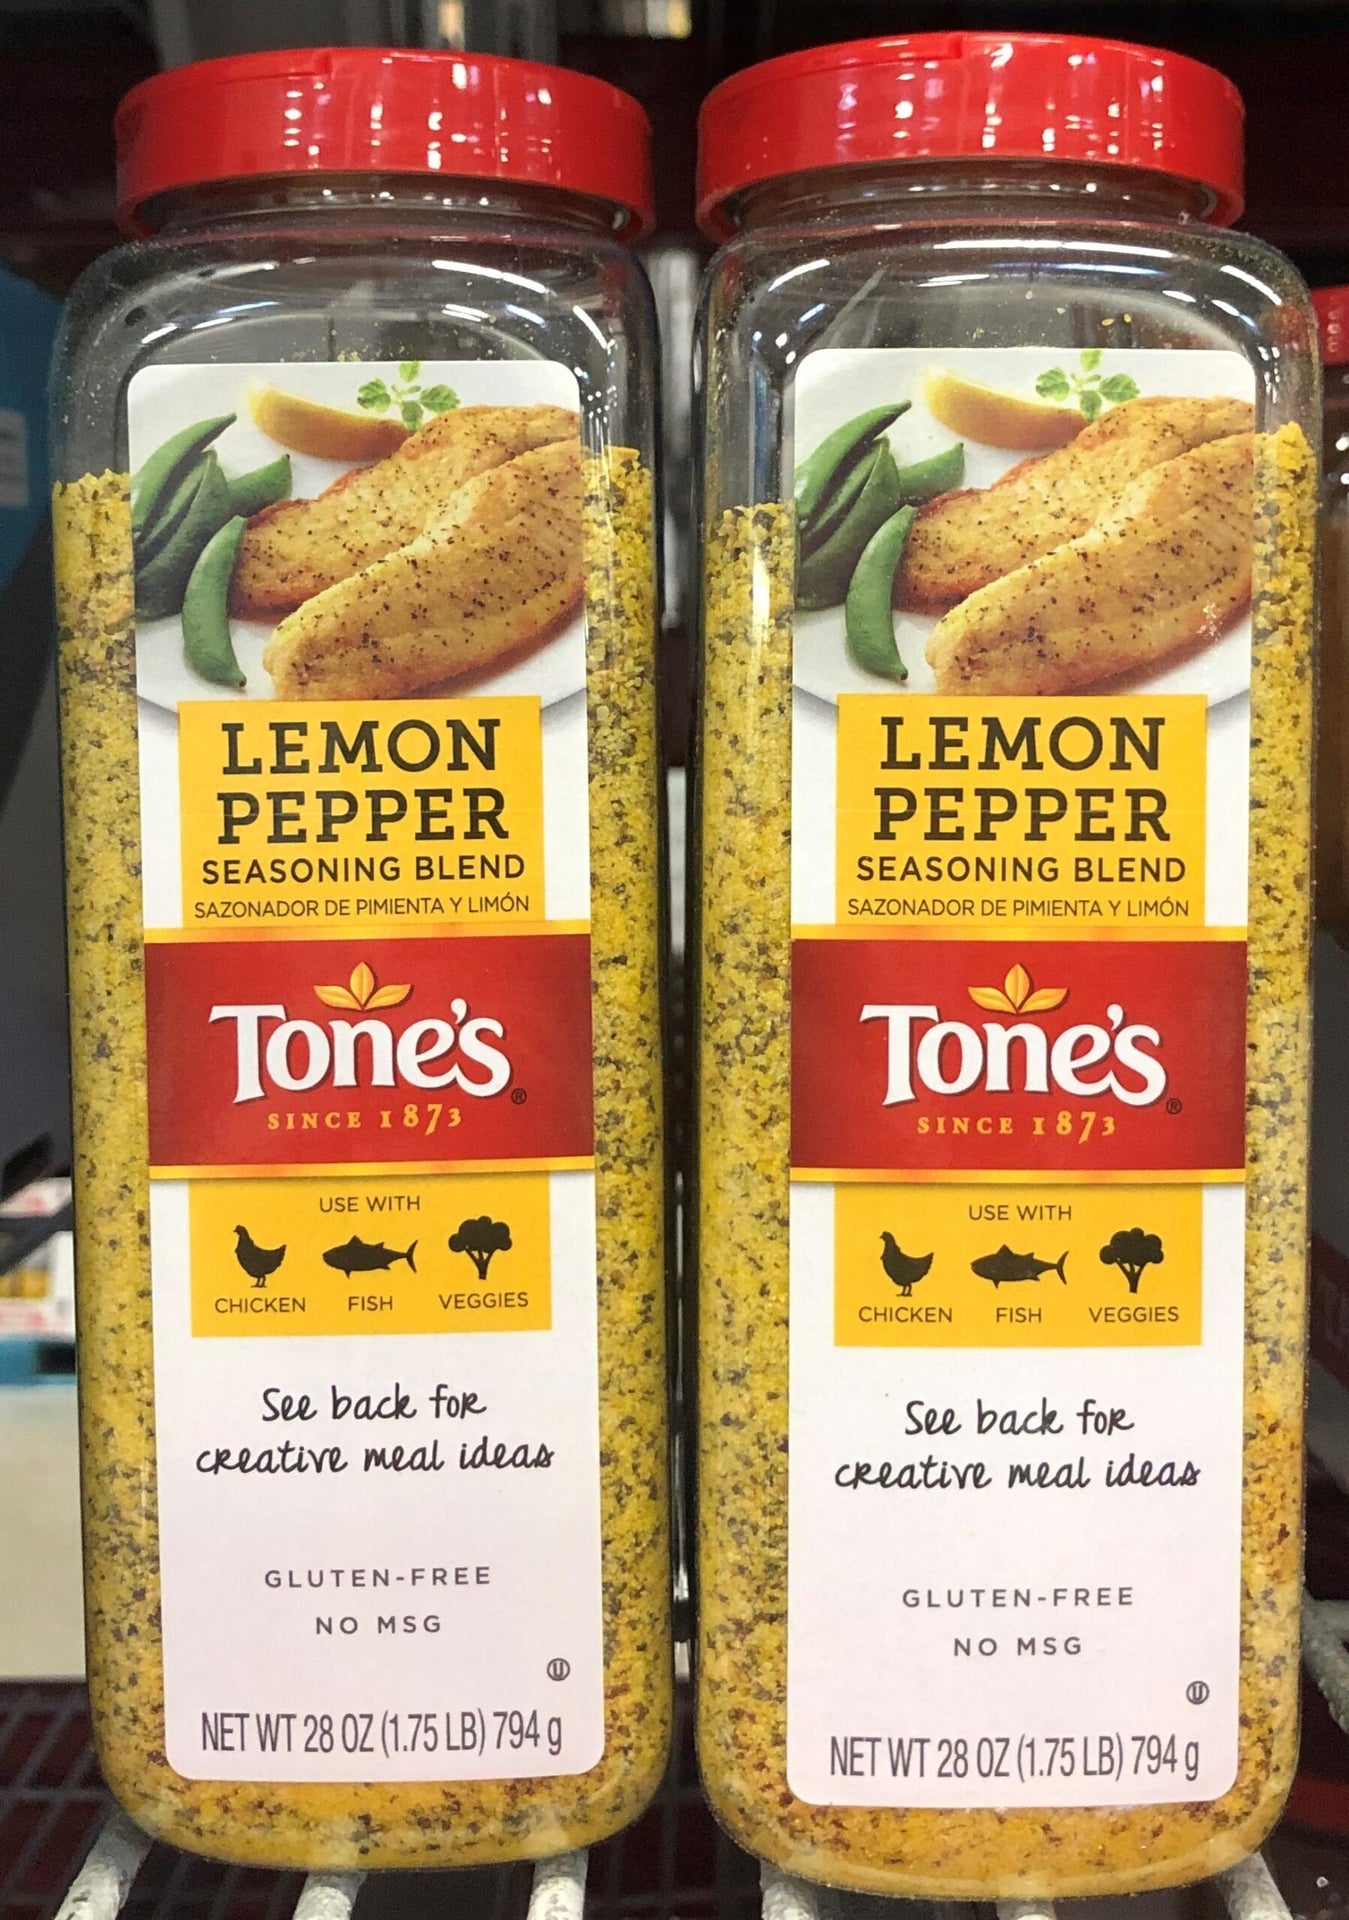 LEMON
PEPPER
SEASONING BLEND
SAZONADOR DE PIMIENTA Y LIMÓN
Tone's®
SINCE 1873
USE WITH
CHICKEN FISH VEGGIES
See back for
creative meal ideas
GLUTEN-FREE
NO MSG
U
NET WT 28 OZ (1.75 LB) 794 g
LEMON
PEPPER
SEASONING BLEND
SAZONADOR DE PIMIENTA Y LIMÓN
Tone's®
SINCE 1873
USE WITH
CHICKEN FISH VEGGIES
See back for
creative meal ideas
GLUTEN-FREE
NO MSG
U
NET WT 28 OZ (1.75 LB) 794 g